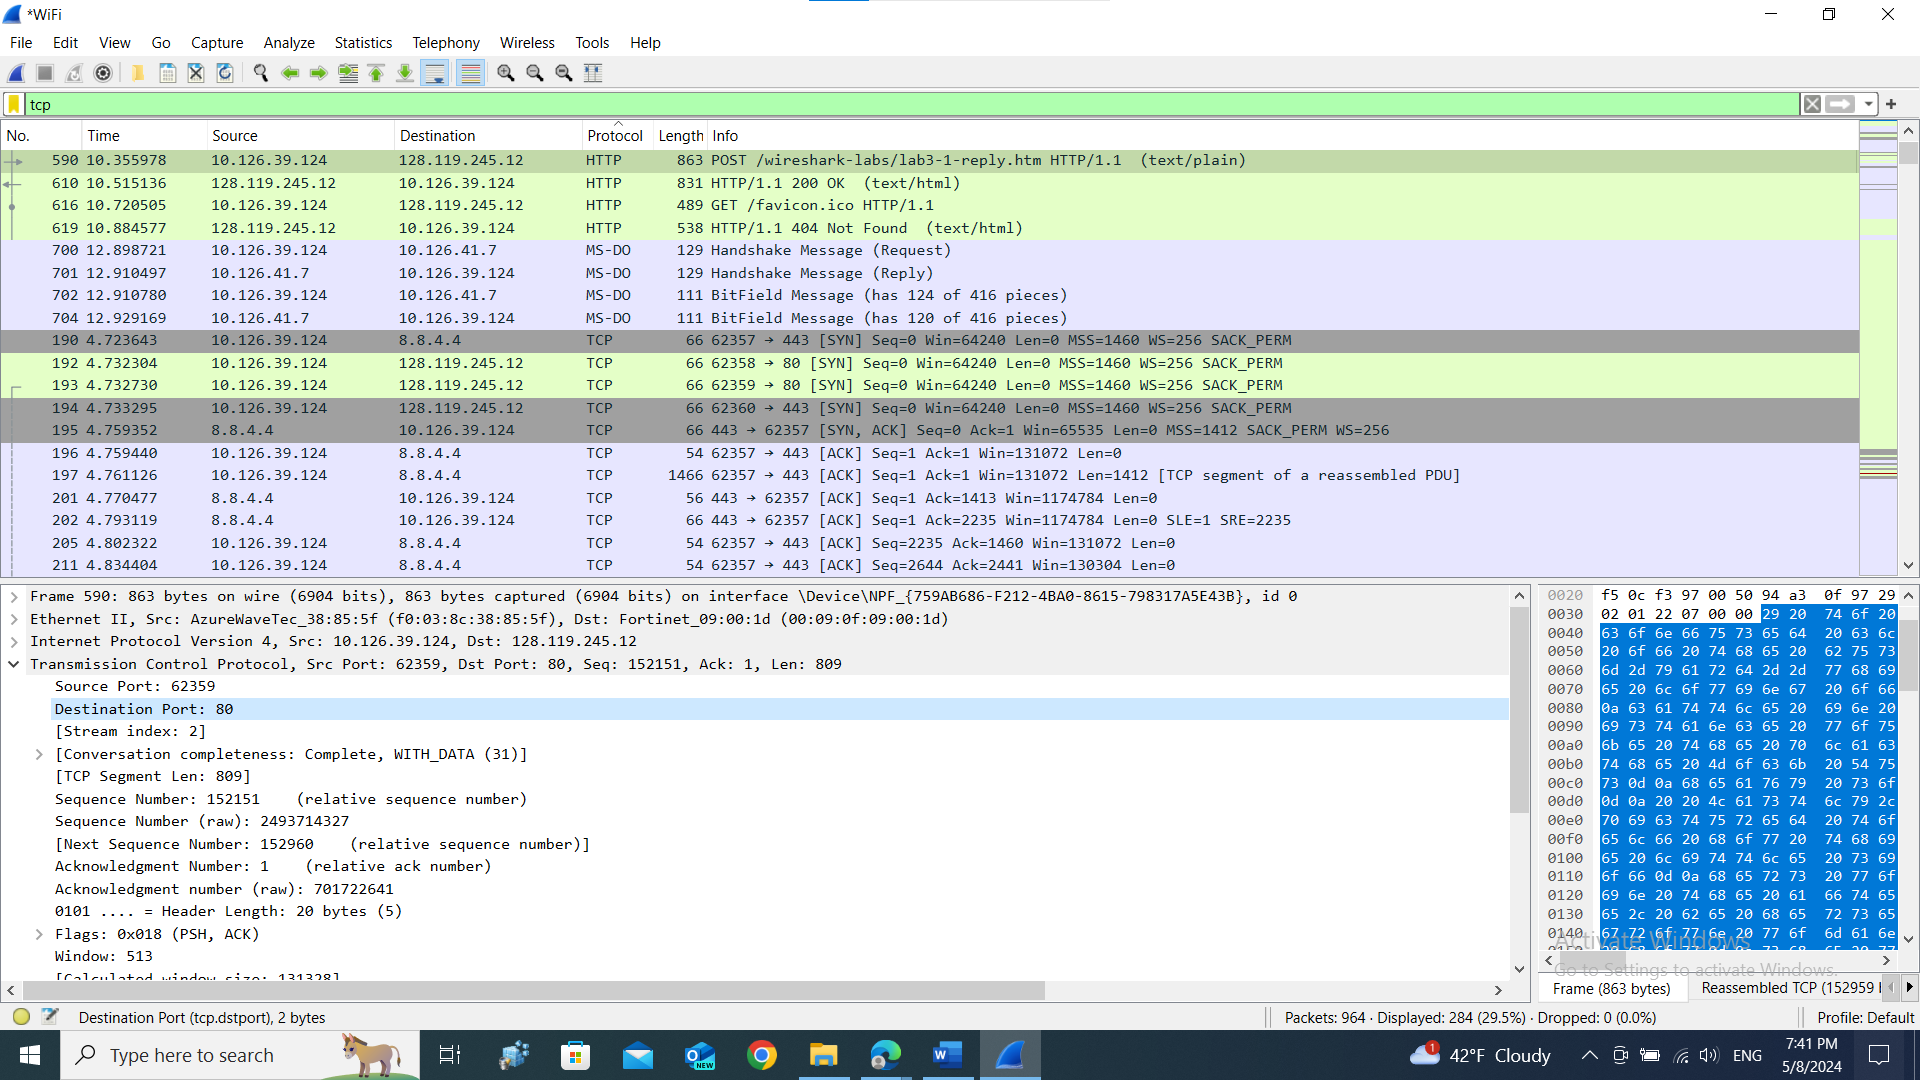 *WiFi
File Edit View Go Capture Analyze Statistics Telephony Wireless Tools Help
tcp
No. Time Source Destination Protocol Length Info
590 10.355978 10.126.39.124 128.119.245.12 HTTP 863 POST /wireshark-labs/lab3-1-reply.htm HTTP/1.1 (text/plain)
610 10.515136 128.119.245.12 10.126.39.124 HTTP 831 HTTP/1.1 200 OK (text/html)
616 10.720505 10.126.39.124 128.119.245.12 HTTP 489 GET /favicon.ico HTTP/1.1
619 10.884577 128.119.245.12 10.126.39.124 HTTP 538 HTTP/1.1 404 Not Found (text/html)
700 12.898721 10.126.39.124 10.126.41.7 MS-DO 129 Handshake Message (Request)
701 12.910497 10.126.41.7 10.126.39.124 MS-DO 129 Handshake Message (Reply)
702 12.910780 10.126.39.124 10.126.41.7 MS-DO 111 BitField Message (has 124 of 416 pieces)
704 12.929169 10.126.41.7 10.126.39.124 MS-DO 111 BitField Message (has 120 of 416 pieces)
190 4.723643 10.126.39.124 8.8.4.4 TCP 66 62357 → 443 [SYN] Seq=0 Win=64240 Len=0 MSS=1460 WS=256 SACK_PERM
192 4.732304 10.126.39.124 128.119.245.12 TCP 66 62358 → 80 [SYN] Seq=0 Win=64240 Len=0 MSS=1460 WS=256 SACK_PERM
193 4.732730 10.126.39.124 128.119.245.12 TCP 66 62359 → 80 [SYN] Seq=0 Win=64240 Len=0 MSS=1460 WS=256 SACK_PERM
194 4.733295 10.126.39.124 128.119.245.12 TCP 66 62360 → 443 [SYN] Seq=0 Win=64240 Len=0 MSS=1460 WS=256 SACK_PERM
195 4.759352 8.8.4.4 10.126.39.124 TCP 66 443 → 62357 [SYN, ACK] Seq=0 Ack=1 Win=65535 Len=0 MSS=1412 SACK_PERM WS=256
196 4.759440 10.126.39.124 8.8.4.4 TCP 54 62357 → 443 [ACK] Seq=1 Ack=1 Win=131072 Len=0
197 4.761126 10.126.39.124 8.8.4.4 TCP 1466 62357 → 443 [ACK] Seq=1 Ack=1 Win=131072 Len=1412 [TCP segment of a reassembled PDU]
201 4.770477 8.8.4.4 10.126.39.124 TCP 56 443 → 62357 [ACK] Seq=1 Ack=1413 Win=1174784 Len=0
202 4.793119 8.8.4.4 10.126.39.124 TCP 66 443 → 62357 [ACK] Seq=1 Ack=2235 Win=1174784 Len=0 SLE=1 SRE=2235
205 4.802322 10.126.39.124 8.8.4.4 TCP 54 62357 → 443 [ACK] Seq=2235 Ack=1460 Win=131072 Len=0
211 4.834404 10.126.39.124 8.8.4.4 TCP 54 62357 → 443 [ACK] Seq=2644 Ack=2441 Win=130304 Len=0
Frame 590: 863 bytes on wire (6904 bits), 863 bytes captured (6904 bits) on interface \Device\NPF_{759AB686-F212-4BA0-8615-798317A5E43B}, id 0
Ethernet II, Src: AzureWaveTec_38:85:5f (f0:03:8c:38:85:5f), Dst: Fortinet_09:00:1d (00:09:0f:09:00:1d)
Internet Protocol Version 4, Src: 10.126.39.124, Dst: 128.119.245.12
Transmission Control Protocol, Src Port: 62359, Dst Port: 80, Seq: 152151, Ack: 1, Len: 809
Source Port: 62359
Destination Port: 80
[Stream index: 2]
[Conversation completeness: Complete, WITH_DATA (31)]
[TCP Segment Len: 809]
Sequence Number: 152151 (relative sequence number)
Sequence Number (raw): 2493714327
[Next Sequence Number: 152960 (relative sequence number)]
Acknowledgment Number: 1 (relative ack number)
Acknowledgment number (raw): 701722641
0101 .... = Header Length: 20 bytes (5)
Flags: 0x018 (PSH, ACK)
Window: 513
[Calculated window size: 131328]
0020 f5 0c f3 97 00 50 94 a3 0f 97 29
0030 02 01 22 07 00 00 29 20 74 6f 20
0040 63 6f 6e 66 75 73 65 64 20 63 6c
0050 20 6f 66 20 74 68 65 20 62 75 73
0060 6d 2d 79 61 72 64 2d 2d 77 68 69
0070 65 20 6c 6f 77 69 6e 67 20 6f 66
0080 0a 63 61 74 74 6c 65 20 69 6e 20
0090 69 73 74 61 6e 63 65 20 77 6f 75
00a0 6b 65 20 74 68 65 20 70 6c 61 63
00b0 74 68 65 20 4d 6f 63 6b 20 54 75
00c0 73 0d 0a 68 65 61 76 79 20 73 6f
00d0 0d 0a 20 20 4c 61 73 74 6c 79 2c
00e0 70 69 63 74 75 72 65 64 20 74 6f
00f0 65 6c 66 20 68 6f 77 20 74 68 69
0100 65 20 6c 69 74 74 6c 65 20 73 69
0110 6f 66 0d 0a 68 65 72 73 20 77 6f
0120 69 6e 20 74 68 65 20 61 66 74 65
0130 65 2c 20 62 65 20 68 65 72 73 65
0140 67 72 6f 77 6e 20 77 6f 6d 61 6e
Activate Windows
Go to Settings to activate Windows.
Frame (863 bytes) Reassembled TCP (152959
Destination Port (tcp.dstport), 2 bytes
Packets: 964 · Displayed: 284 (29.5%) · Dropped: 0 (0.0%)
Profile: Default
Type here to search
NEW
1
42°F Cloudy
ENG
7:41 PM
5/8/2024